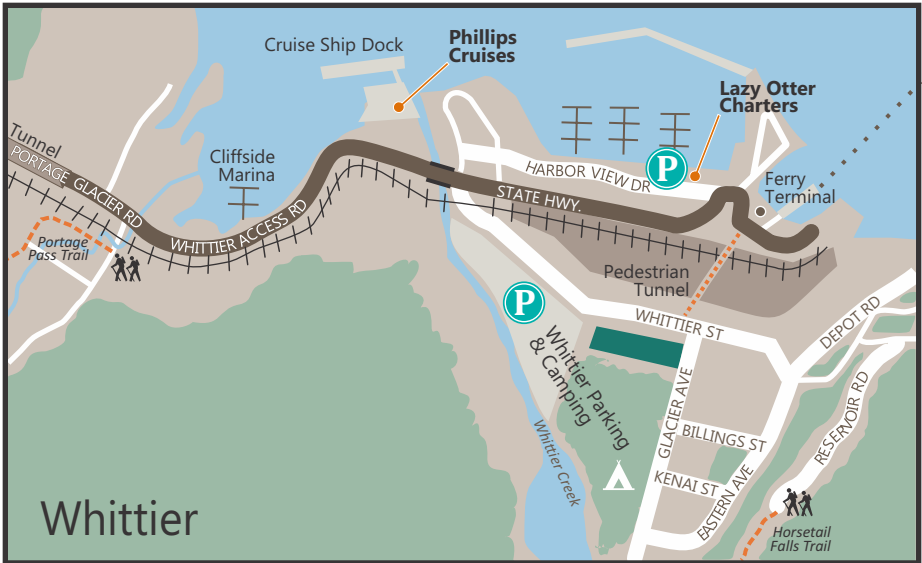 Cruise Ship Dock
Phillips
Cruises
Lazy Otter
Charters
Tunnel
PORTAGE GLACIER RD
Cliffside
Marina
HARBOR VIEW DR
P
STATE HWY.
Ferry
Terminal
WHITTIER ACCESS RD
Portage
Pass Trail
Pedestrian
Tunnel
P
WHITTIER ST
DEPOT RD
Whittier Parking
& Camping
GLACIER AVE
RESERVOIR RD
BILLINGS ST
Whittier Creek
KENAI ST
EASTERN AVE
Whittier
Horsetail
Falls Trail